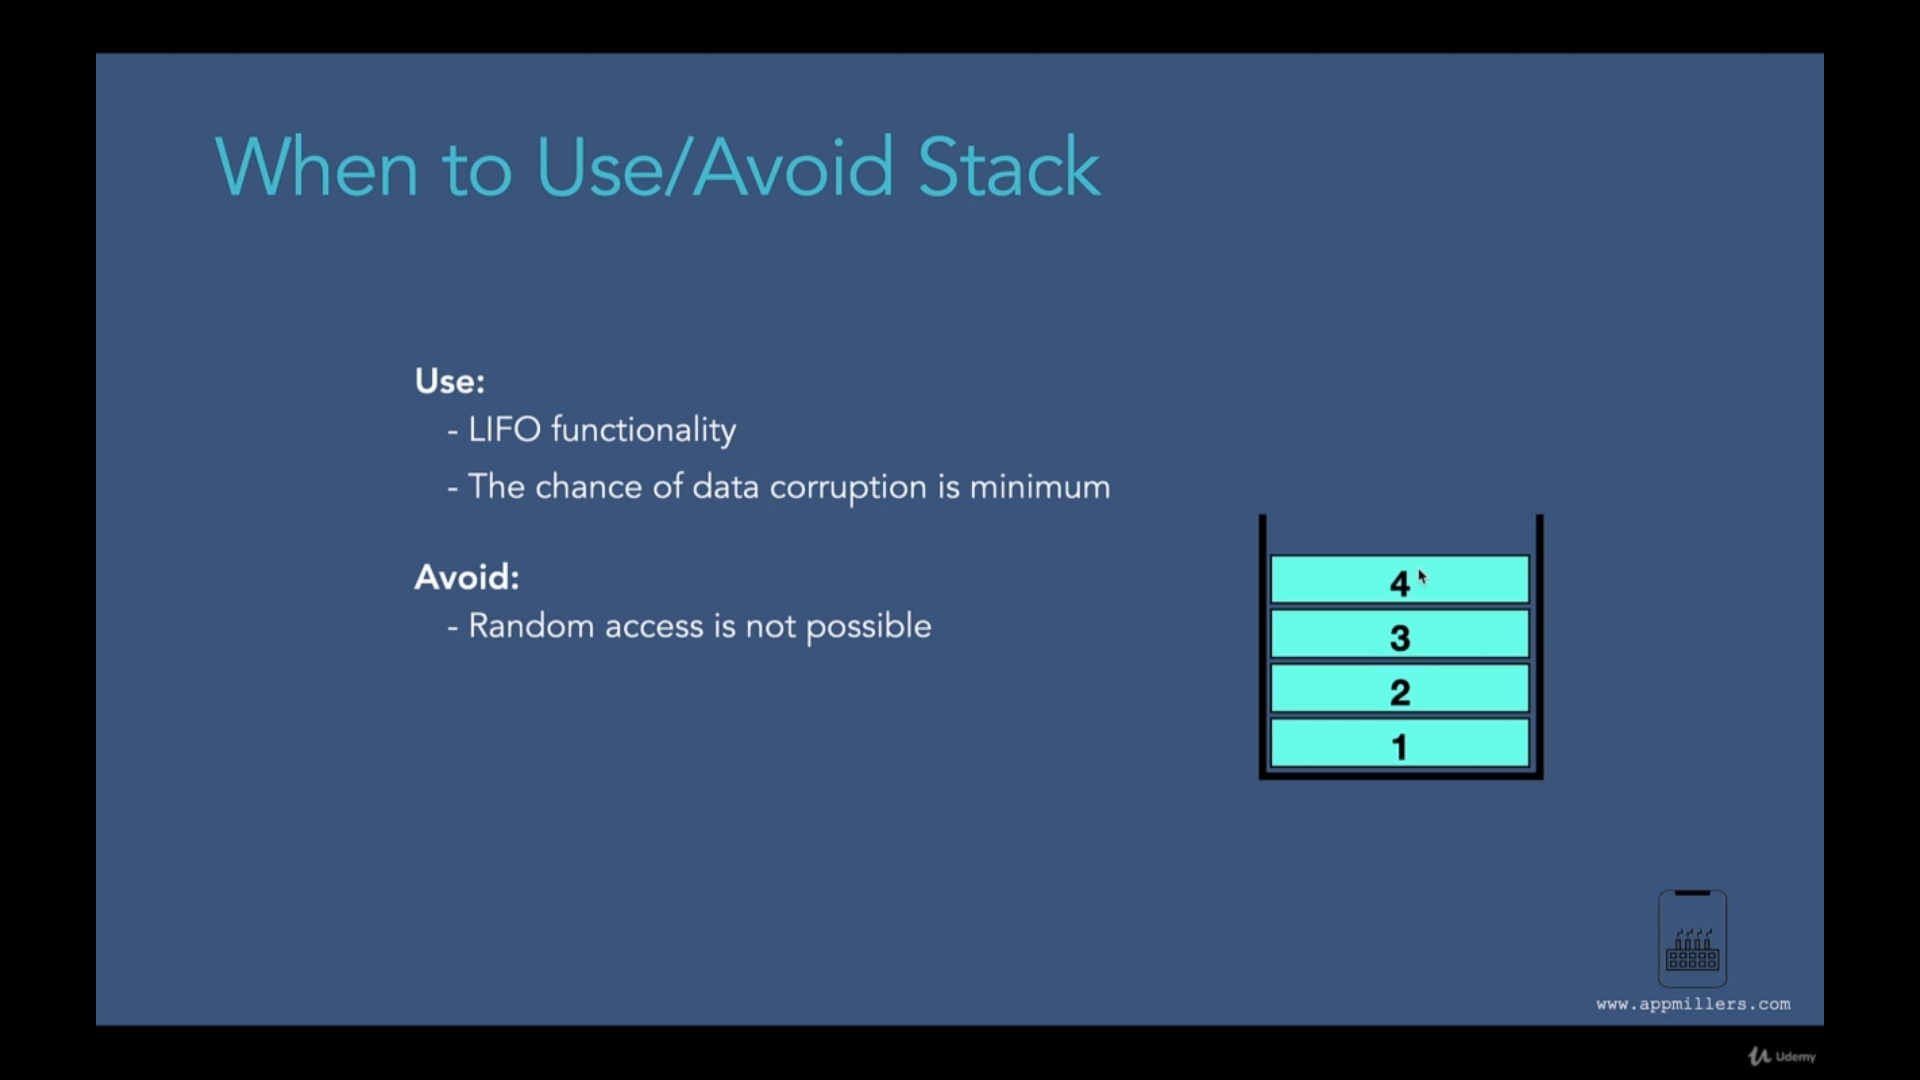 When to Use/Avoid Stack
Use:
- LIFO functionality
- The chance of data corruption is minimum
Avoid:
- Random access is not possible
4
3
2
1
www.appmillers.com
Udemy